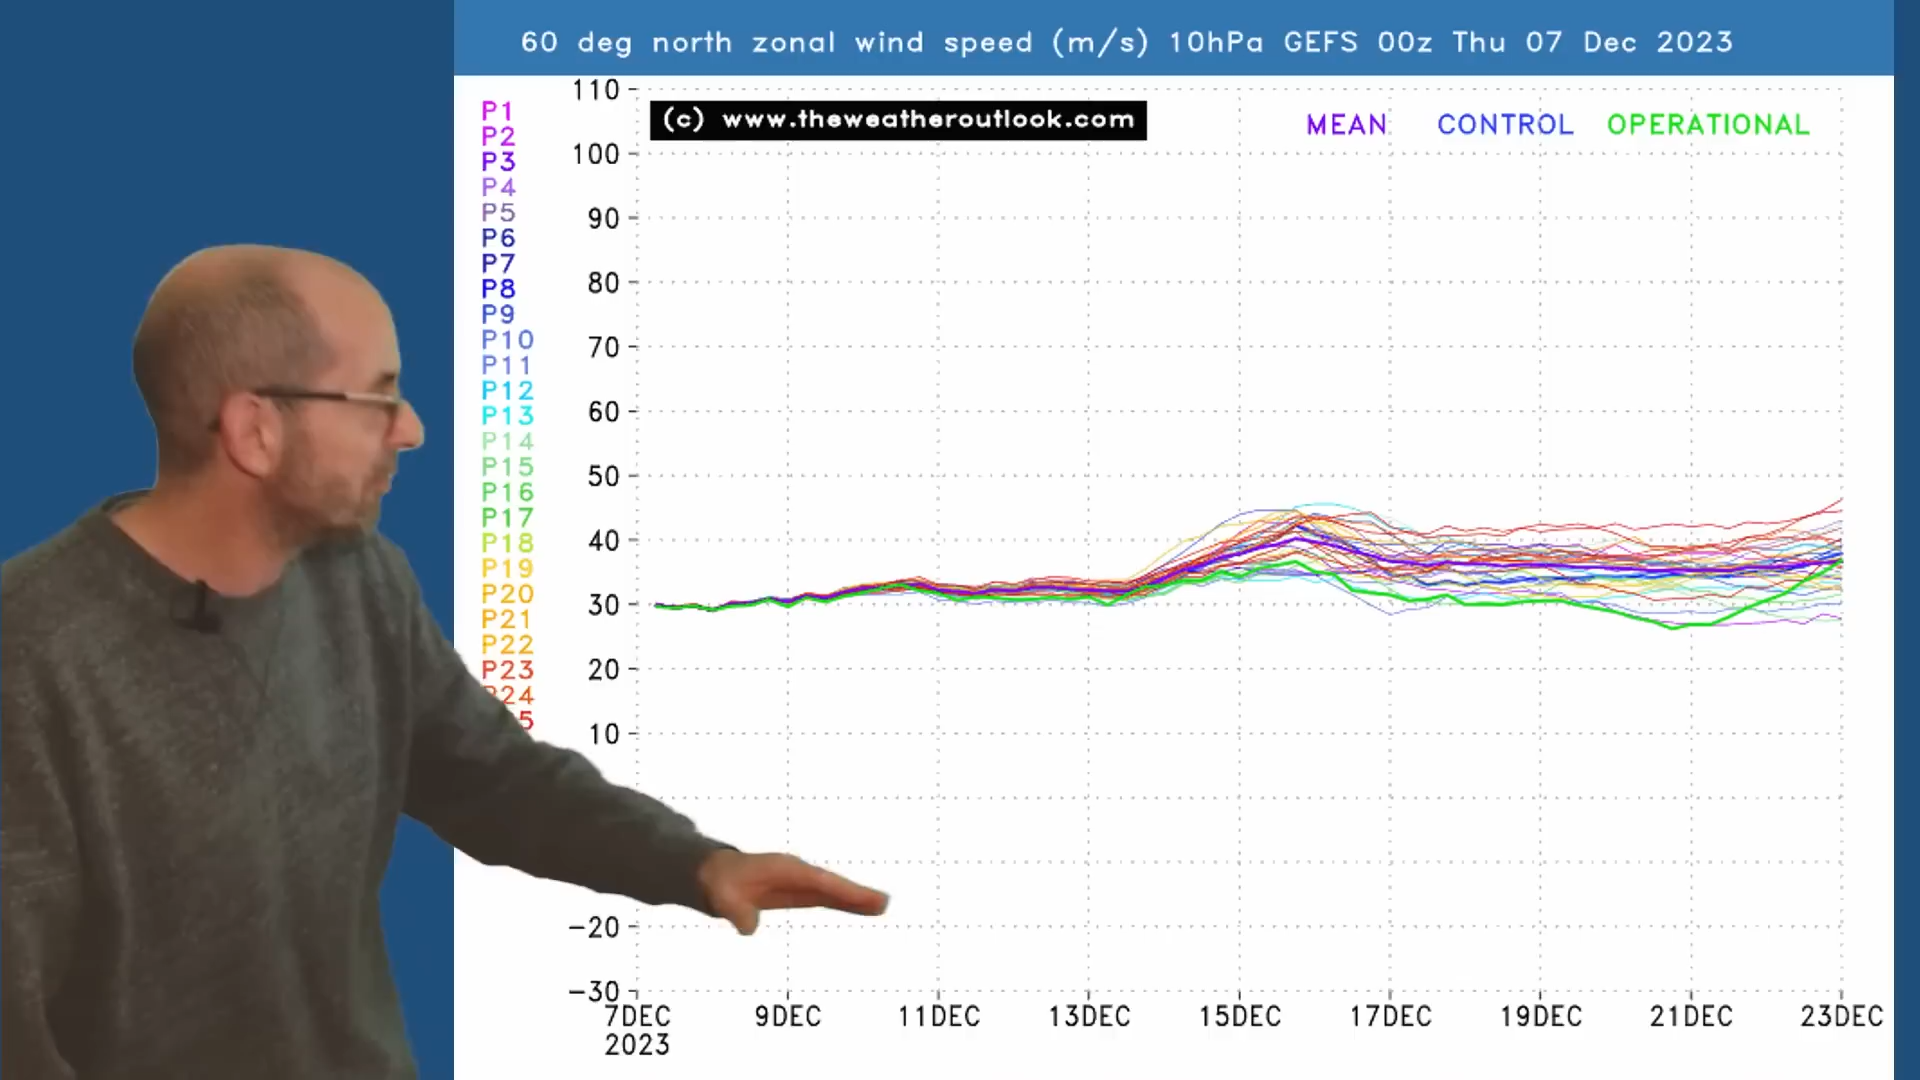 60 deg north zonal wind speed (m/s) 10hPa GEFS 00z Thu 07 Dec 2023
(c) www.theweatheroutlook.com
MEAN CONTROL OPERATIONAL
P1
P2
P3
P4
P5
P6
P7
P8
P9
P10
P11
P12
P13
P14
P15
P16
P17
P18
P19
P20
P21
P22
P23
24
5
110
100
90
80
70
60
50
40
30
20
10
-20
-30
7DEC 9DEC 11DEC 13DEC 15DEC 17DEC 19DEC 21DEC 23DEC
2023